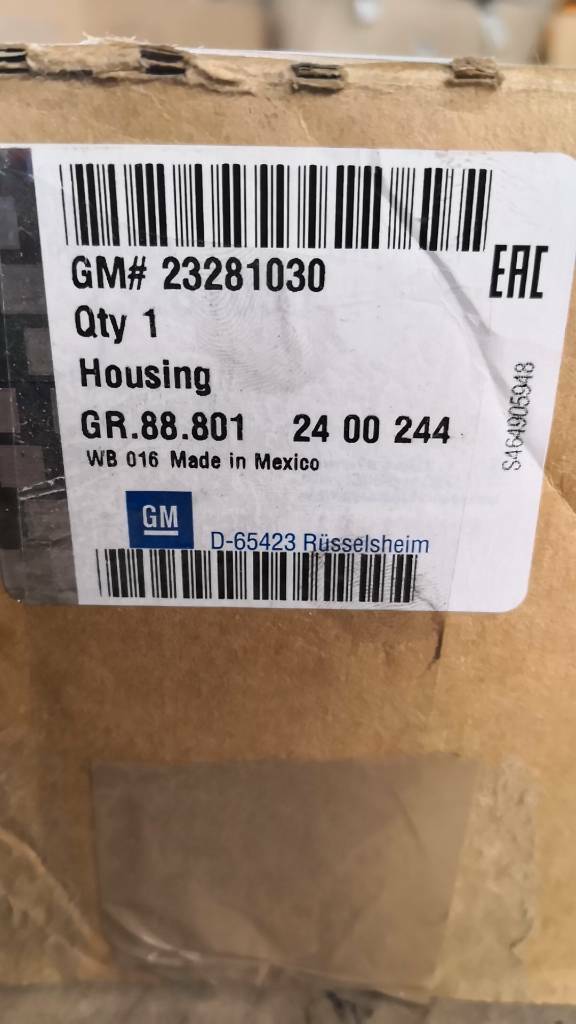 GM# 23281030
EAC
Qty 1
Housing
GR.88.801 24 00 244
WB 016 Made in Mexico
S464905948
GM
D-65423 Rüsselsheim